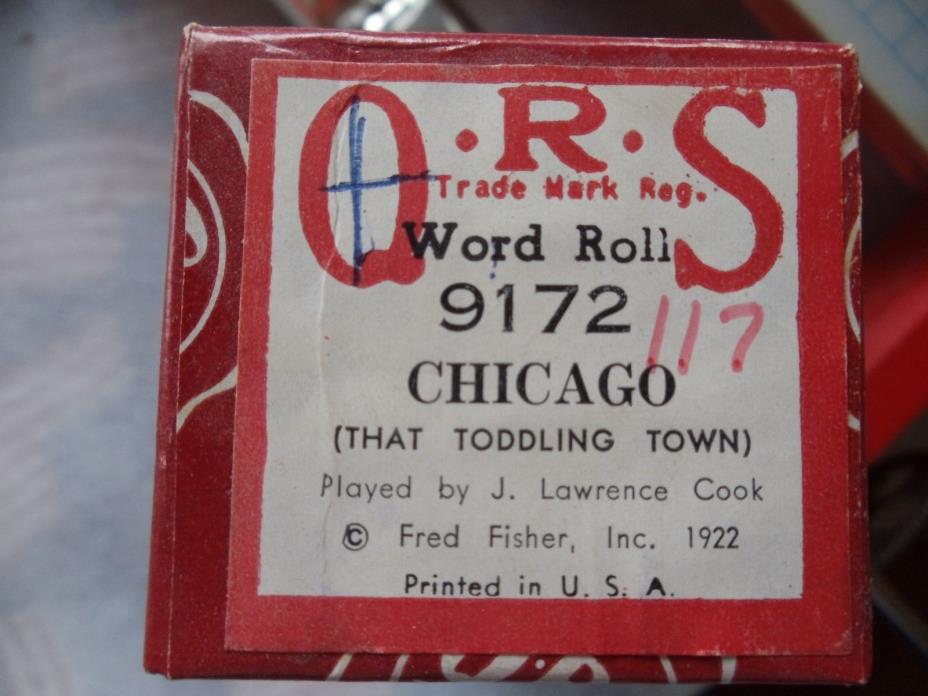 Q·R·S
Trade Mark Reg.
Word Roll
9172
117
CHICAGO
(THAT TODDLING TOWN)
Played by J. Lawrence Cook
© Fred Fisher, Inc. 1922
Printed in U. S. A.